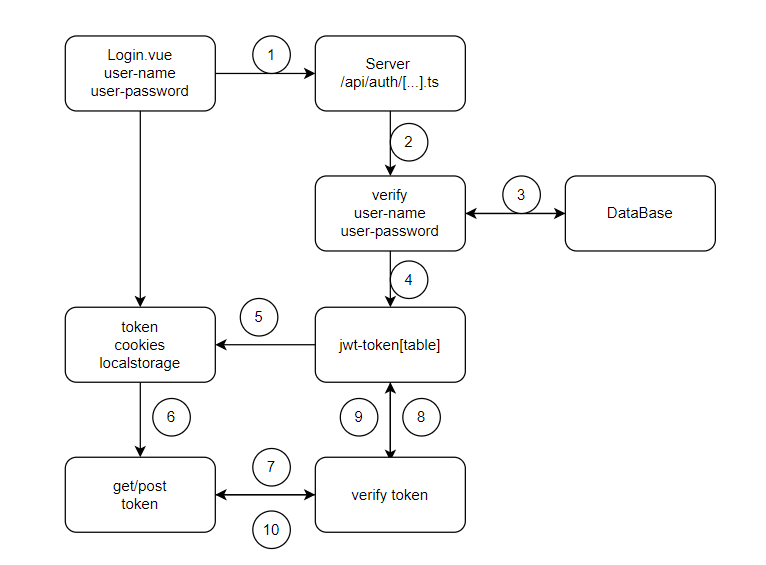 Login.vue
user-name
user-password
1
Server
/api/auth/[...].ts
2
verify
user-name
user-password
3
DataBase
4
token
cookies
localstorage
5
jwt-token[table]
6
9
8
get/post
token
7
10
verify token